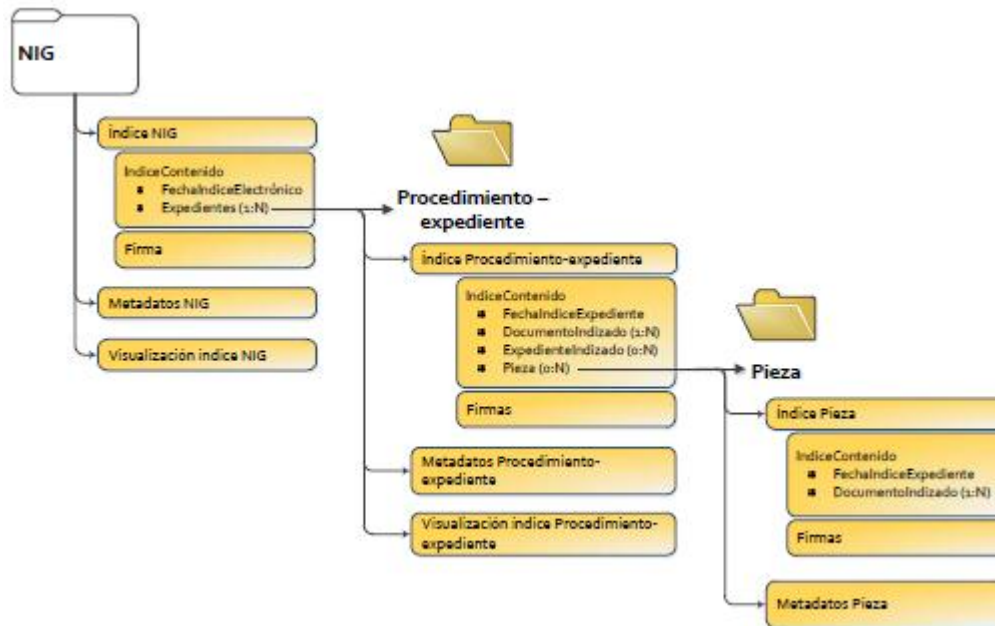 NIG
Índice NIG
IndiceContenido
FechaIndiceElectrónico
Expedientes (1:N)
Firma
Metadatos NIG
Visualización indice NIG
Procedimiento –
expediente
Índice Procedimiento-expediente
IndiceContenido
FechaIndiceExpediente
DocumentoIndizado (1:N)
ExpedienteIndizado (0:N)
Pieza (0:N)
Firmas
Metadatos Procedimiento-
expediente
Visualización indice Procedimiento-
expediente
Pieza
Índice Pieza
IndiceContenido
FechaIndiceExpediente
DocumentoIndizado (1:N)
Firmas
Metadatos Pieza